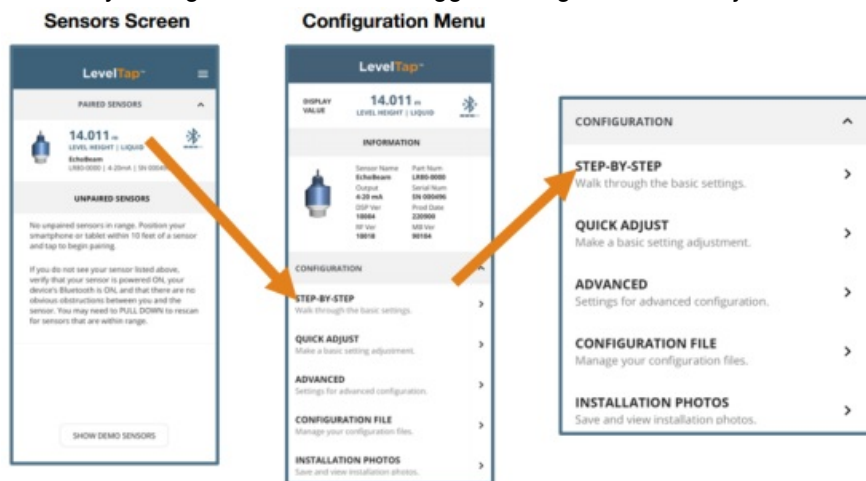 Sensors Screen
LevelTap
PAIRED SENSORS
14.011 m
LEVEL HEIGHT | LIQUID
EchoBeam
LR80-0000 | 4-20mA | SN 000496
UNPAIRED SENSORS
No unpaired sensors in range. Position your
smartphone or tablet within 10 feet of a sensor
and tap to begin pairing.
If you do not see your sensor listed above,
verify that your sensor is powered ON, your
device's Bluetooth is ON, and that there are no
obvious obstructions between you and the
sensor. You may need to PULL DOWN to rescan
for sensors that are within range.
SHOW DEMO SENSORS
Configuration Menu
LevelTap
DISPLAY
VALUE
14.011 m
LEVEL HEIGHT | LIQUID
INFORMATION
Sensor Name Part Num
EchoBeam LR80-0000
Output Serial Num
4-20 mA SN 000496
DSP Ver Prod Date
10004 220900
RF Ver MB Ver
10018 90104
CONFIGURATION
STEP-BY-STEP
Walk through the basic settings.
QUICK ADJUST
Make a basic setting adjustment.
ADVANCED
Settings for advanced configuration.
CONFIGURATION FILE
Manage your configuration files.
INSTALLATION PHOTOS
Save and view installation photos.
CONFIGURATION
STEP-BY-STEP
Walk through the basic settings.
QUICK ADJUST
Make a basic setting adjustment.
ADVANCED
Settings for advanced configuration.
CONFIGURATION FILE
Manage your configuration files.
INSTALLATION PHOTOS
Save and view installation photos.